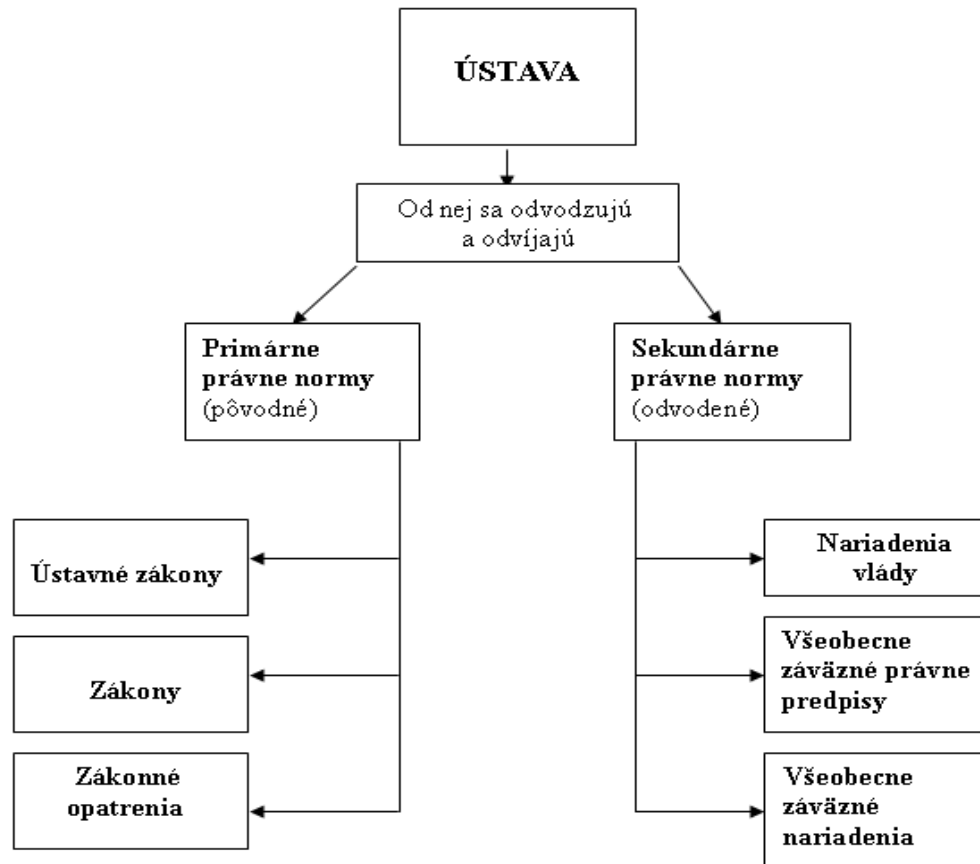 ÚSTAVA
Od nej sa odvodzujú
a odvíjajú
Primárne
právne normy
(pôvodné)
Sekundárne
právne normy
(odvodené)
Ústavné zákony
Zákony
Zákonné
opatrenia
Nariadenia
vlády
Všeobecne
záväzné právne
predpisy
Všeobecne
záväzné
nariadenia